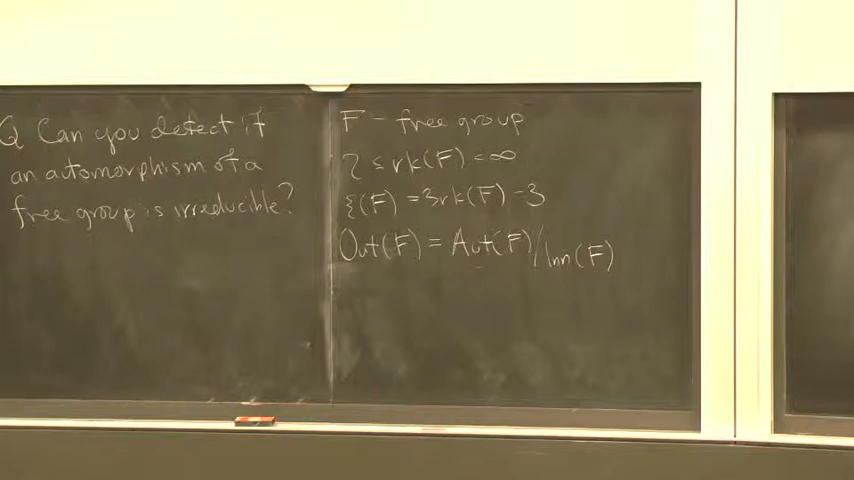 Q Can you detect if
an automorphism of a
free group is irreducible?
F - free group
2 ≤ rk(F) < ∞
ξ(F) = 3rk(F) - 3
Out(F) = Aut(F)/Inn(F)